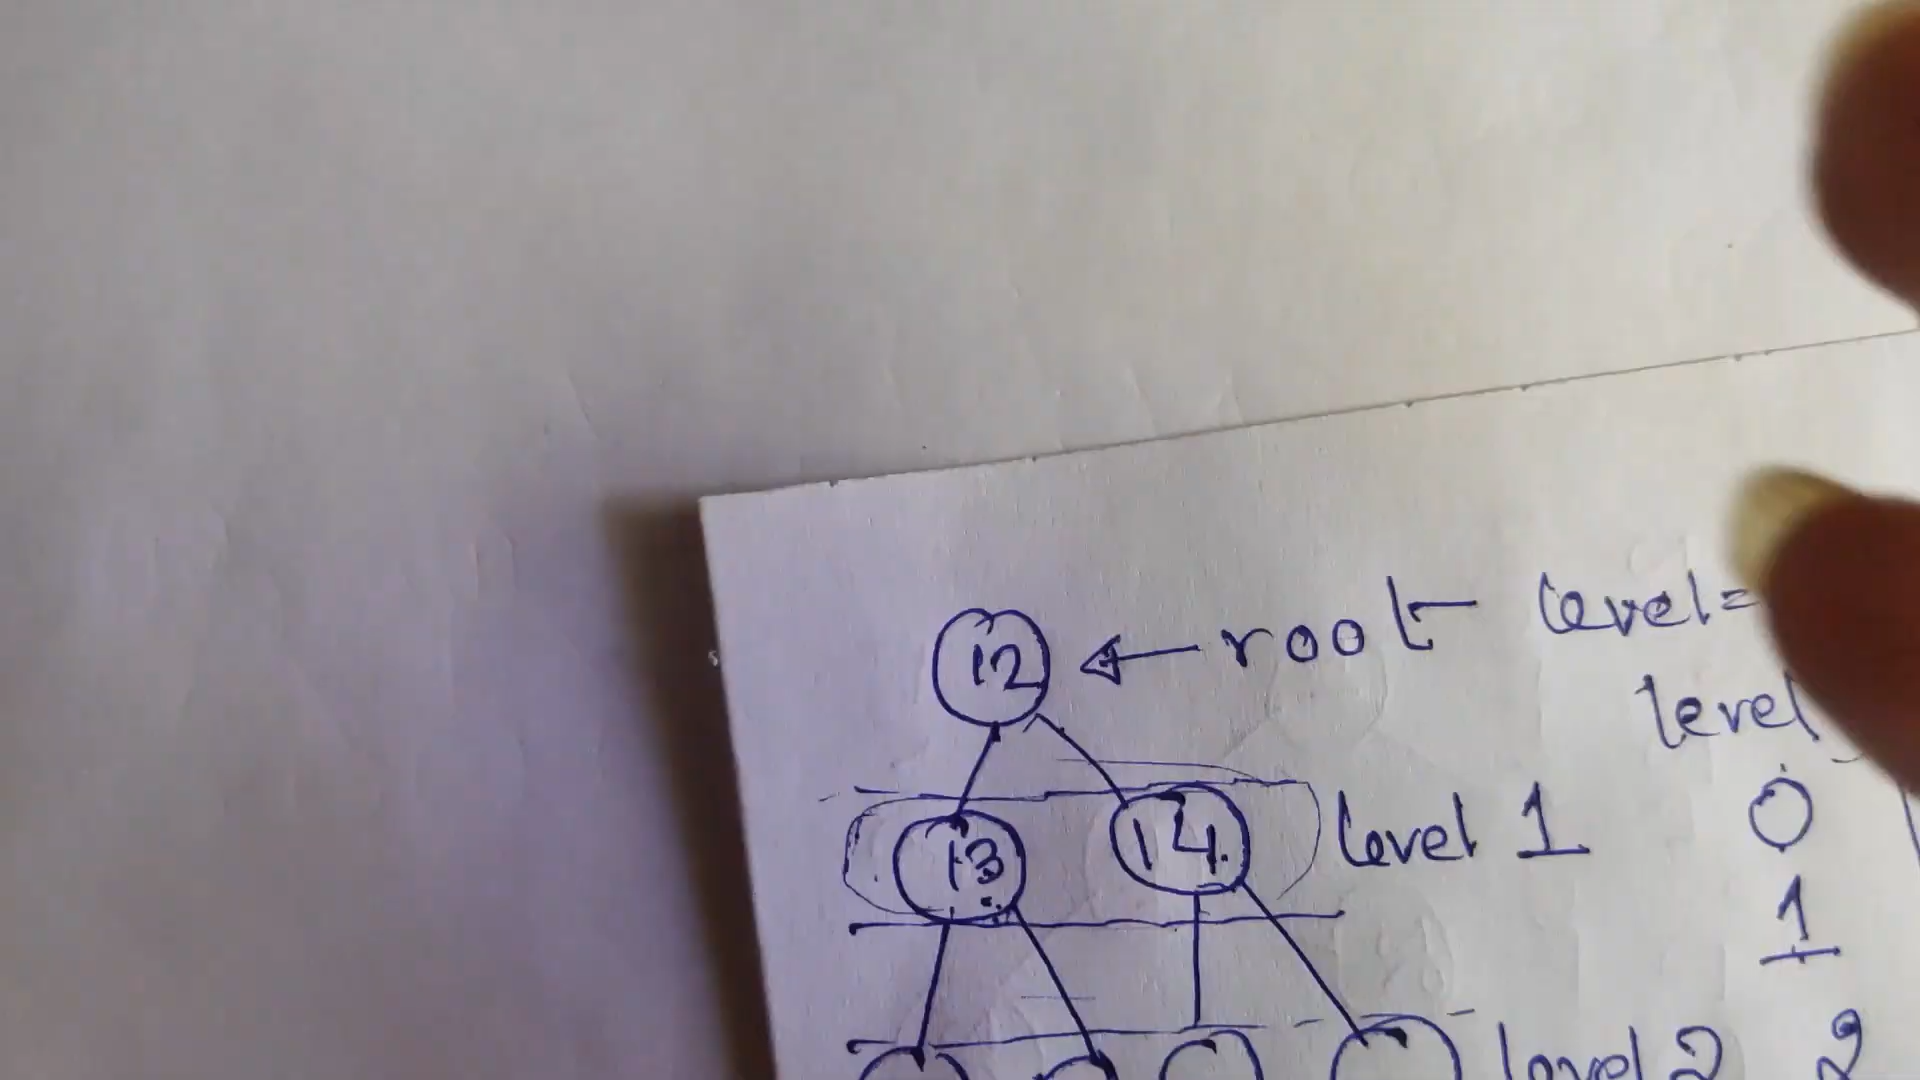 12 ← root level=
level
13 14 level 1 0
1
level 2 2